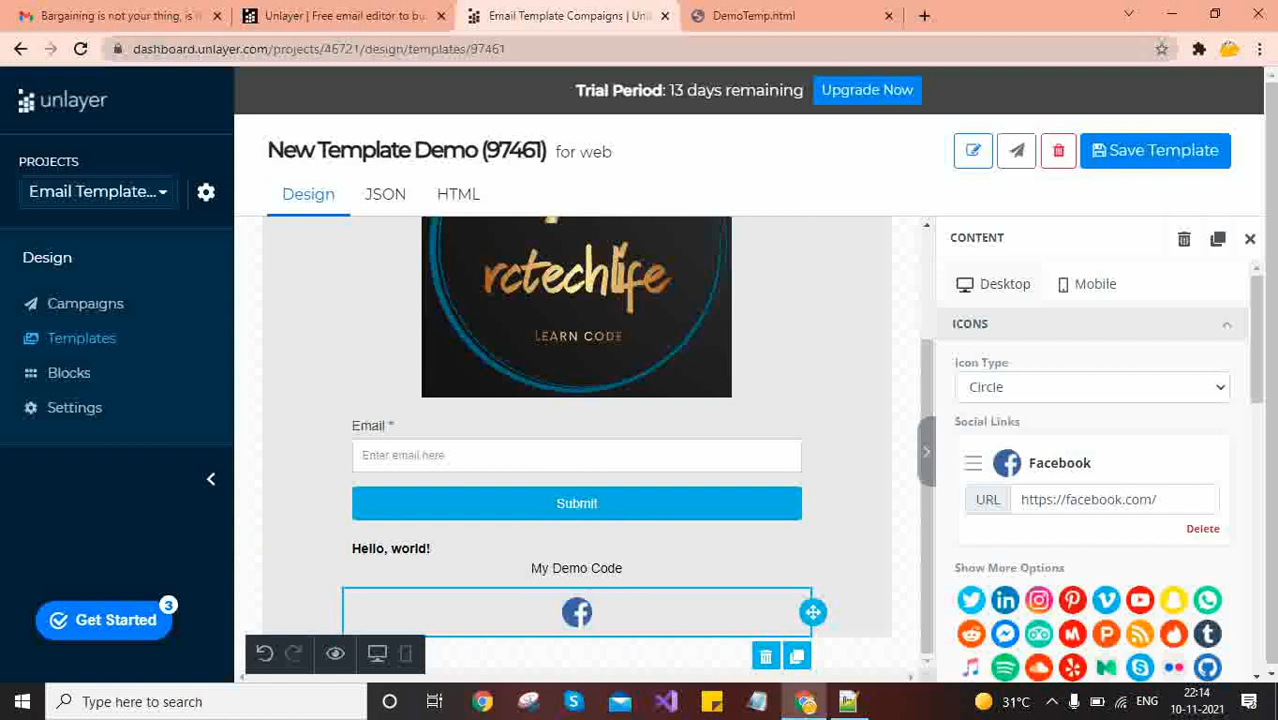 Bargaining is not your thing, is it
Unlayer | Free email editor to bu
Email Template Compaigns | Unl
DemoTemp.html
dashboard.unlayer.com/projects/46721/design/templates/97461
unlayer
Trial Period: 13 days remaining
Upgrade Now
PROJECTS
Email Template...
New Template Demo (97461) for web
Save Template
Design
JSON
HTML
Design
Campaigns
Templates
Blocks
Settings
Get Started
3
rctechlife
LEARN CODE
Email *
Enter email here
Submit
Hello, world!
My Demo Code
CONTENT
Desktop
Mobile
ICONS
Icon Type
Circle
Social Links
Facebook
URL https://facebook.com/
Delete
Show More Options
Type here to search
31°C
ENG
22:14
10-11-2021